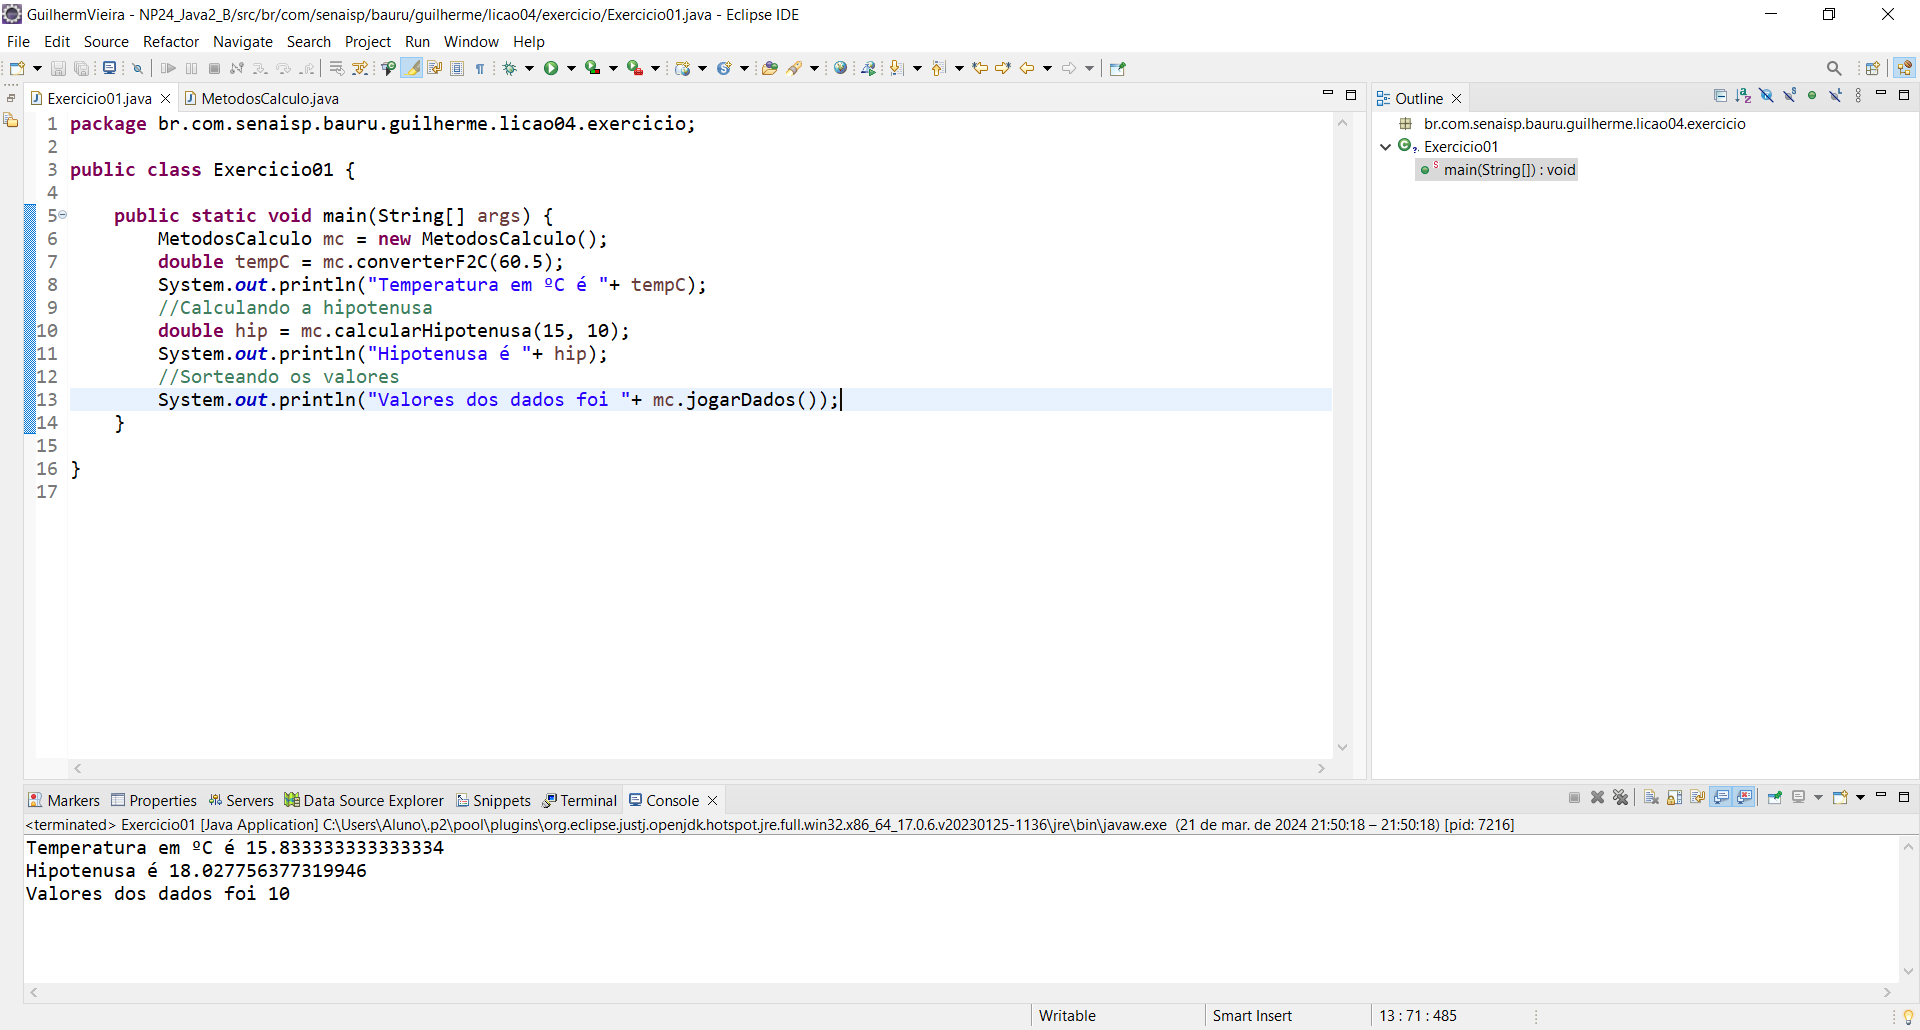 GuilhermVieira - NP24_Java2_B/src/br/com/senaisp/bauru/guilherme/licao04/exercicio/Exercicio01.java - Eclipse IDE
File Edit Source Refactor Navigate Search Project Run Window Help
Exercicio01.java
MetodosCalculo.java
1 package br.com.senaisp.bauru.guilherme.licao04.exercicio;
2
3 public class Exercicio01 {
4
5 public static void main(String[] args) {
6 MetodosCalculo mc = new MetodosCalculo();
7 double tempC = mc.converterF2C(60.5);
8 System.out.println("Temperatura em ºC é "+ tempC);
9 //Calculando a hipotenusa
10 double hip = mc.calcularHipotenusa(15, 10);
11 System.out.println("Hipotenusa é "+ hip);
12 //Sorteando os valores
13 System.out.println("Valores dos dados foi "+ mc.jogarDados());
14 }
15
16 }
17
Outline
br.com.senaisp.bauru.guilherme.licao04.exercicio
Exercicio01
main(String[]) : void
Markers Properties Servers Data Source Explorer Snippets Terminal Console
<terminated> Exercicio01 [Java Application] C:\Users\Aluno\.p2\pool\plugins\org.eclipse.justj.openjdk.hotspot.jre.full.win32.x86_64_17.0.6.v20230125-1136\jre\bin\javaw.exe (21 de mar. de 2024 21:50:18 – 21:50:18) [pid: 7216]
Temperatura em ºC é 15.833333333333334
Hipotenusa é 18.027756377319946
Valores dos dados foi 10
Writable
Smart Insert
13 : 71 : 485